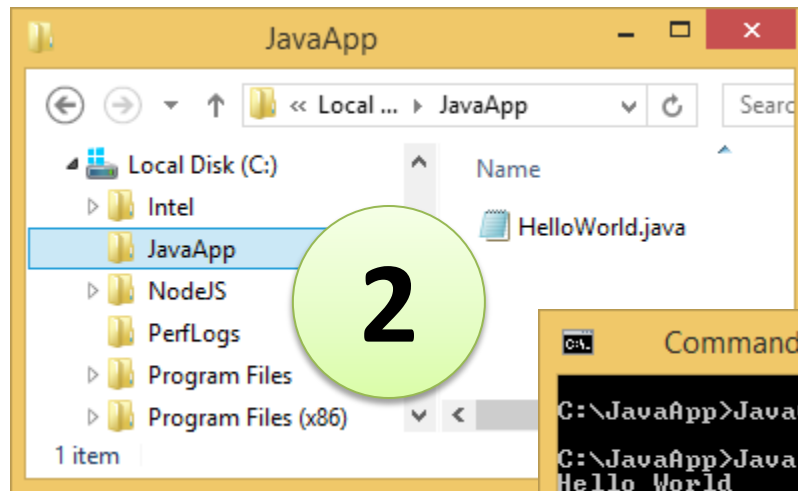 JavaApp
« Local ... JavaApp
Local Disk (C:)
Intel
JavaApp
NodeJS
PerfLogs
Program Files
Program Files (x86)
1 item
Searc
Name
HelloWorld.java
2
C:\.
Command
C:\JavaApp>Java
C:\JavaApp>Java
Hello World